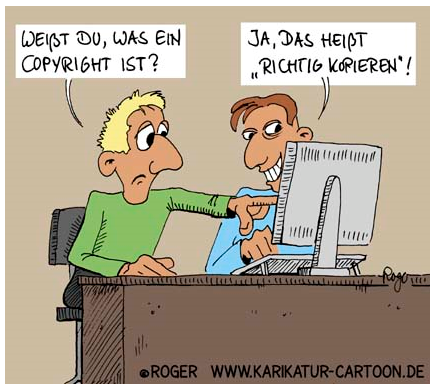 WEIßT DU, WAS EIN
COPYRIGHT IST?
JA, DAS HEIßT
„RICHTIG KOPIEREN"!
Roger
©ROGER WWW.KARIKATUR-CARTOON.DE